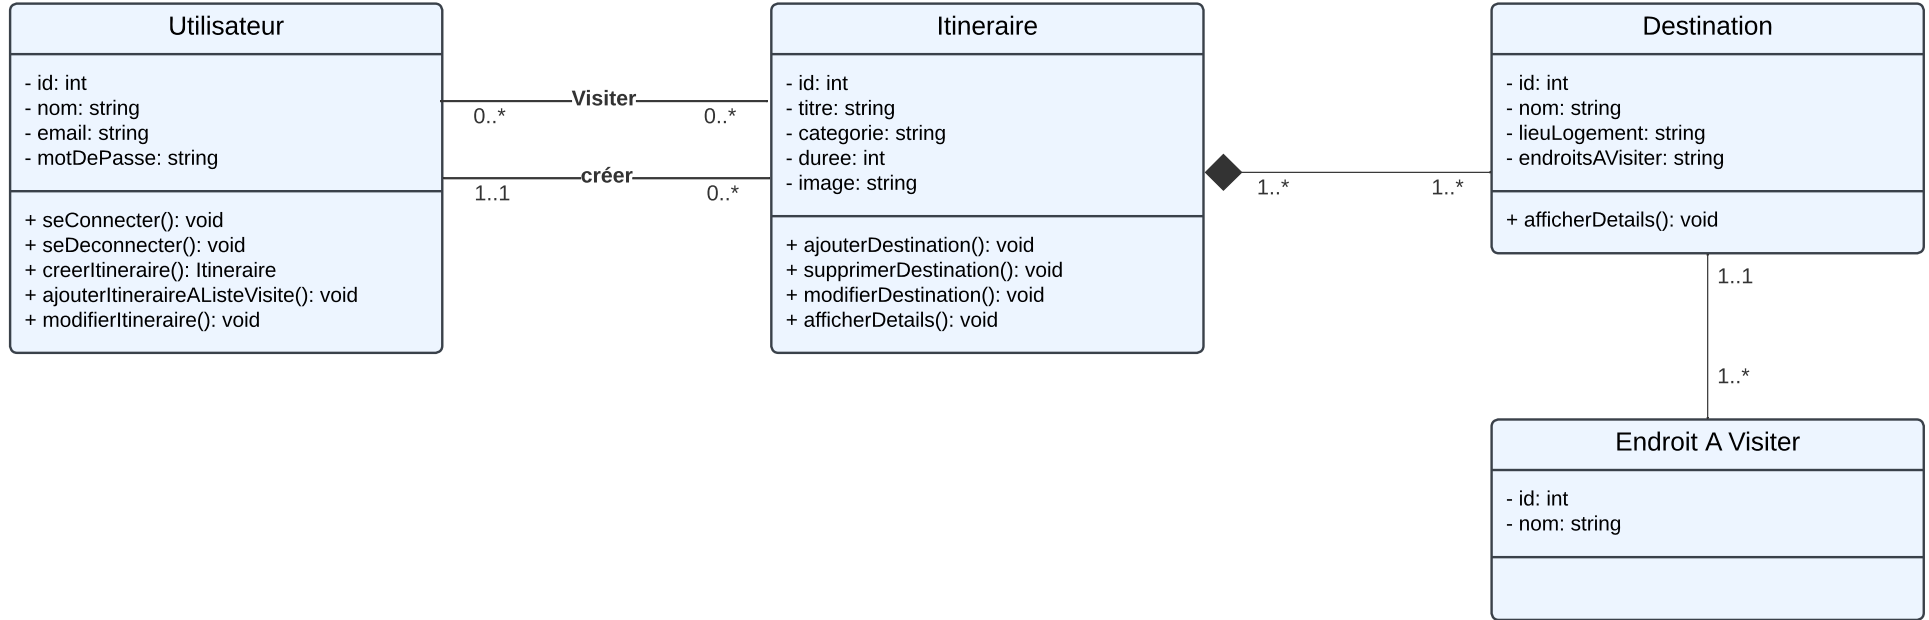 Utilisateur
- id: int
- nom: string
- email: string
- motDePasse: string
+ seConnecter(): void
+ seDeconnecter(): void
+ creerItineraire(): Itineraire
+ ajouterItineraireAListeVisite(): void
+ modifierItineraire(): void
Visiter
0..*
0..*
créer
1..1
0..*
Itineraire
- id: int
- titre: string
- categorie: string
- duree: int
- image: string
+ ajouterDestination(): void
+ supprimerDestination(): void
+ modifierDestination(): void
+ afficherDetails(): void
1..*
1..*
Destination
- id: int
- nom: string
- lieuLogement: string
- endroitsAVisiter: string
+ afficherDetails(): void
1..1
1..*
Endroit A Visiter
- id: int
- nom: string